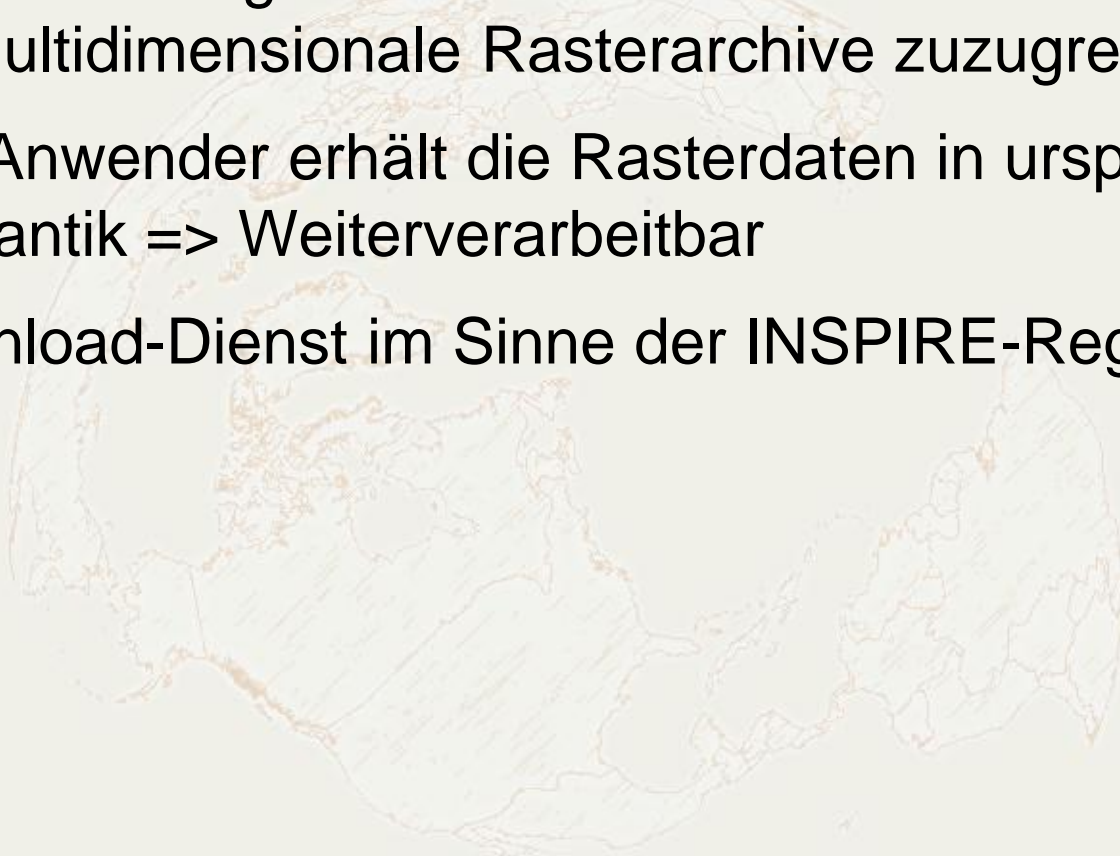 ultidimensionale Rasterarchive zuzugre
Anwender erhält die Rasterdaten in ursp
antik => Weiterverarbeitbar
nload-Dienst im Sinne der INSPIRE-Reg